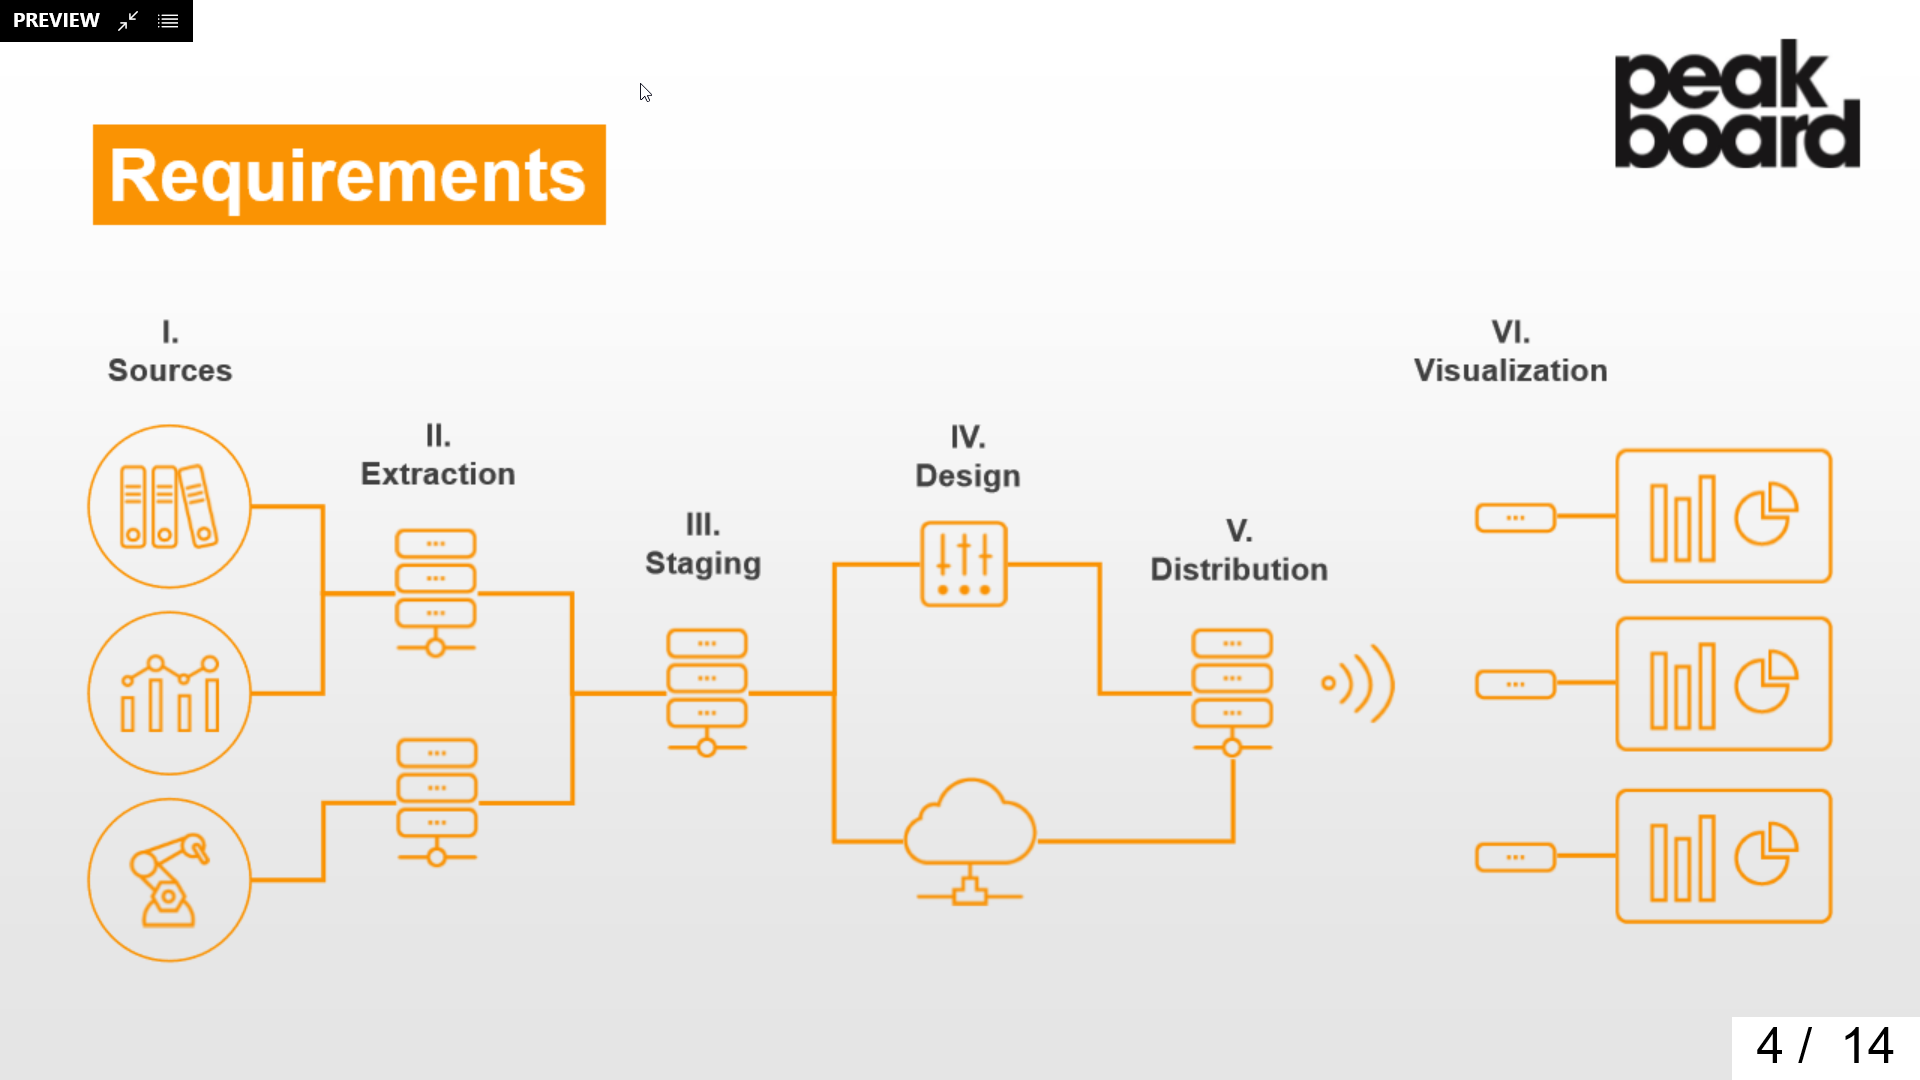 PREVIEW
peak
board
Requirements
I.
Sources
II.
Extraction
III.
Staging
IV.
Design
V.
Distribution
VI.
Visualization
4 / 14